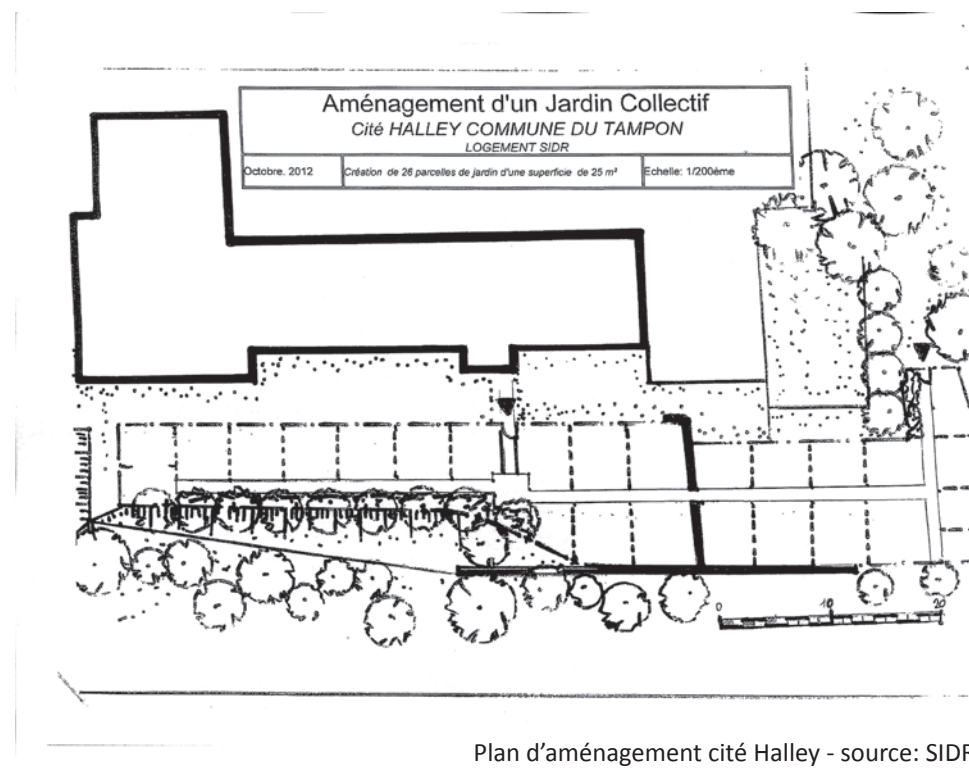 Aménagement d'un Jardin Collectif
Cité HALLEY COMMUNE DU TAMPON
LOGEMENT SIDR
Octobre. 2012
Création de 26 parcelles de jardin d'une superficie de 25 m²
Echelle: 1/200éme
0 10 20
Plan d'aménagement cité Halley - source: SIDR